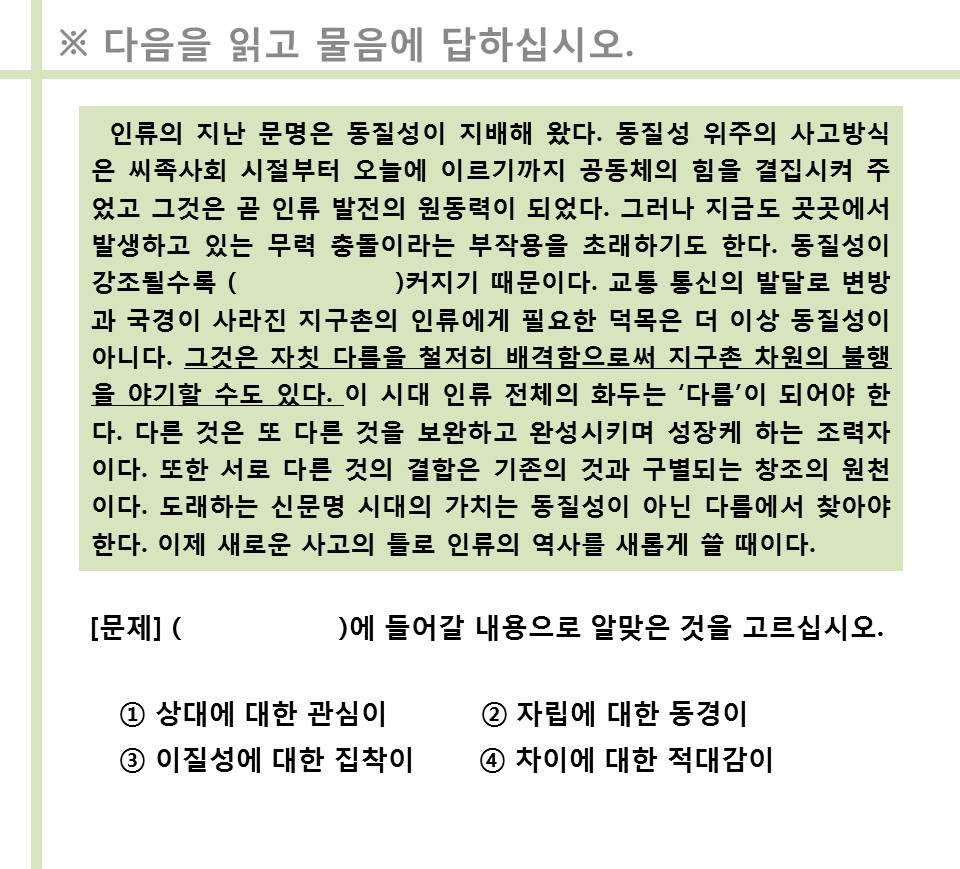 ※ 다음을 읽고 물음에 답하십시오.
인류의 지난 문명은 동질성이 지배해 왔다. 동질성 위주의 사고방식
은 씨족사회 시절부터 오늘에 이르기까지 공동체의 힘을 결집시켜 주
었고 그것은 곧 인류 발전의 원동력이 되었다. 그러나 지금도 곳곳에서
발생하고 있는 무력 충돌이라는 부작용을 초래하기도 한다. 동질성이
강조될수록 (                )커지기 때문이다. 교통 통신의 발달로 변방
과 국경이 사라진 지구촌의 인류에게 필요한 덕목은 더 이상 동질성이
아니다. 그것은 자칫 다름을 철저히 배격함으로써 지구촌 차원의 불행
을 야기할 수도 있다. 이 시대 인류 전체의 화두는 ‘다름’이 되어야 한
다. 다른 것은 또 다른 것을 보완하고 완성시키며 성장케 하는 조력자
이다. 또한 서로 다른 것의 결합은 기존의 것과 구별되는 창조의 원천
이다. 도래하는 신문명 시대의 가치는 동질성이 아닌 다름에서 찾아야
한다. 이제 새로운 사고의 틀로 인류의 역사를 새롭게 쓸 때이다.
[문제] (                )에 들어갈 내용으로 알맞은 것을 고르십시오.
① 상대에 대한 관심이 ② 자립에 대한 동경이
③ 이질성에 대한 집착이 ④ 차이에 대한 적대감이